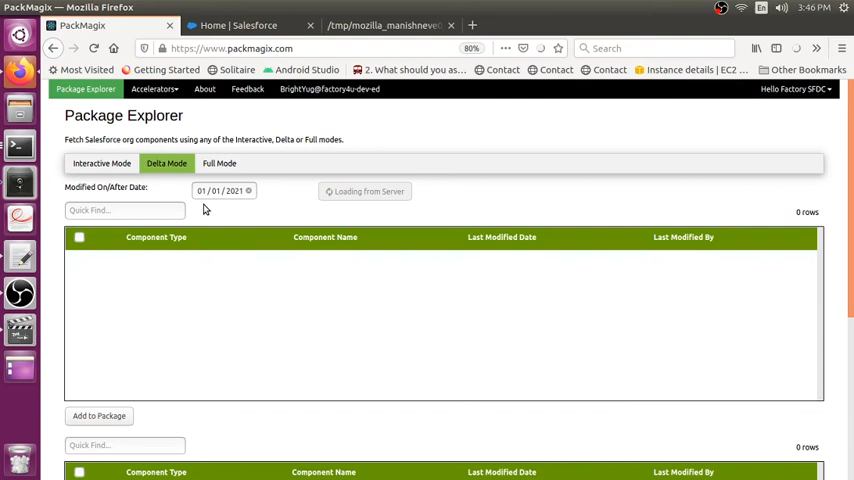 Mozilla Firefox
En
3:46 PM
PackMagix
Home | Salesforce
/tmp/mozilla_manishneve
https://www.packmagix.com
80%
Search
Most Visited
Getting Started
Solitaire
Android Studio
2. What should you as…
Contact
Contact
Contact
Instance details | EC2 …
Other Bookmarks
Package Explorer
Accelerators
About
Feedback
BrightYug@factory4u-dev-ed
Hello Factory SFDC
Package Explorer
Fetch Salesforce org components using any of the Interactive, Delta or Full modes.
Interactive Mode
Delta Mode
Full Mode
Modified On/After Date:
01 / 01 / 2021
Loading from Server
Quick Find...
0 rows
Component Type
Component Name
Last Modified Date
Last Modified By
Add to Package
Quick Find...
0 rows
Component Type
Component Name
Last Modified Date
Last Modified By